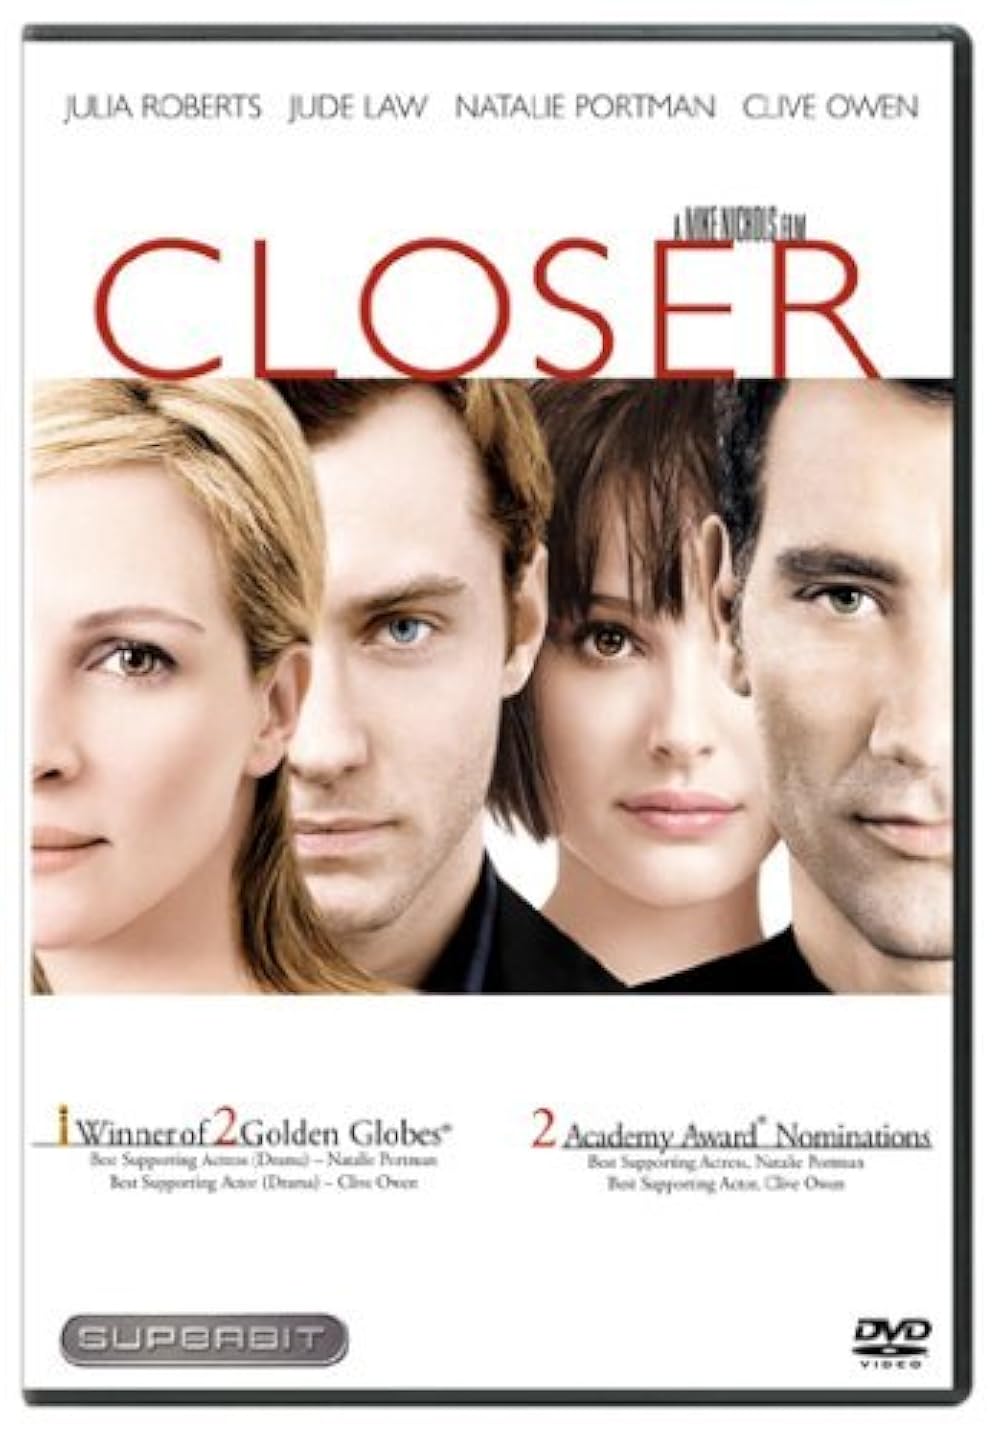 JULIA ROBERTS JUDE LAW NATALIE PORTMAN CLIVE OWEN
A MIKE NICHOLS FILM
CLOSER
Winner of 2 Golden Globes®
Best Supporting Actress (Drama) – Natalie Portman
Best Supporting Actor (Drama) – Clive Owen
2 Academy Award® Nominations
Best Supporting Actress, Natalie Portman
Best Supporting Actor, Clive Owen
SUPERBIT
DVD
VIDEO